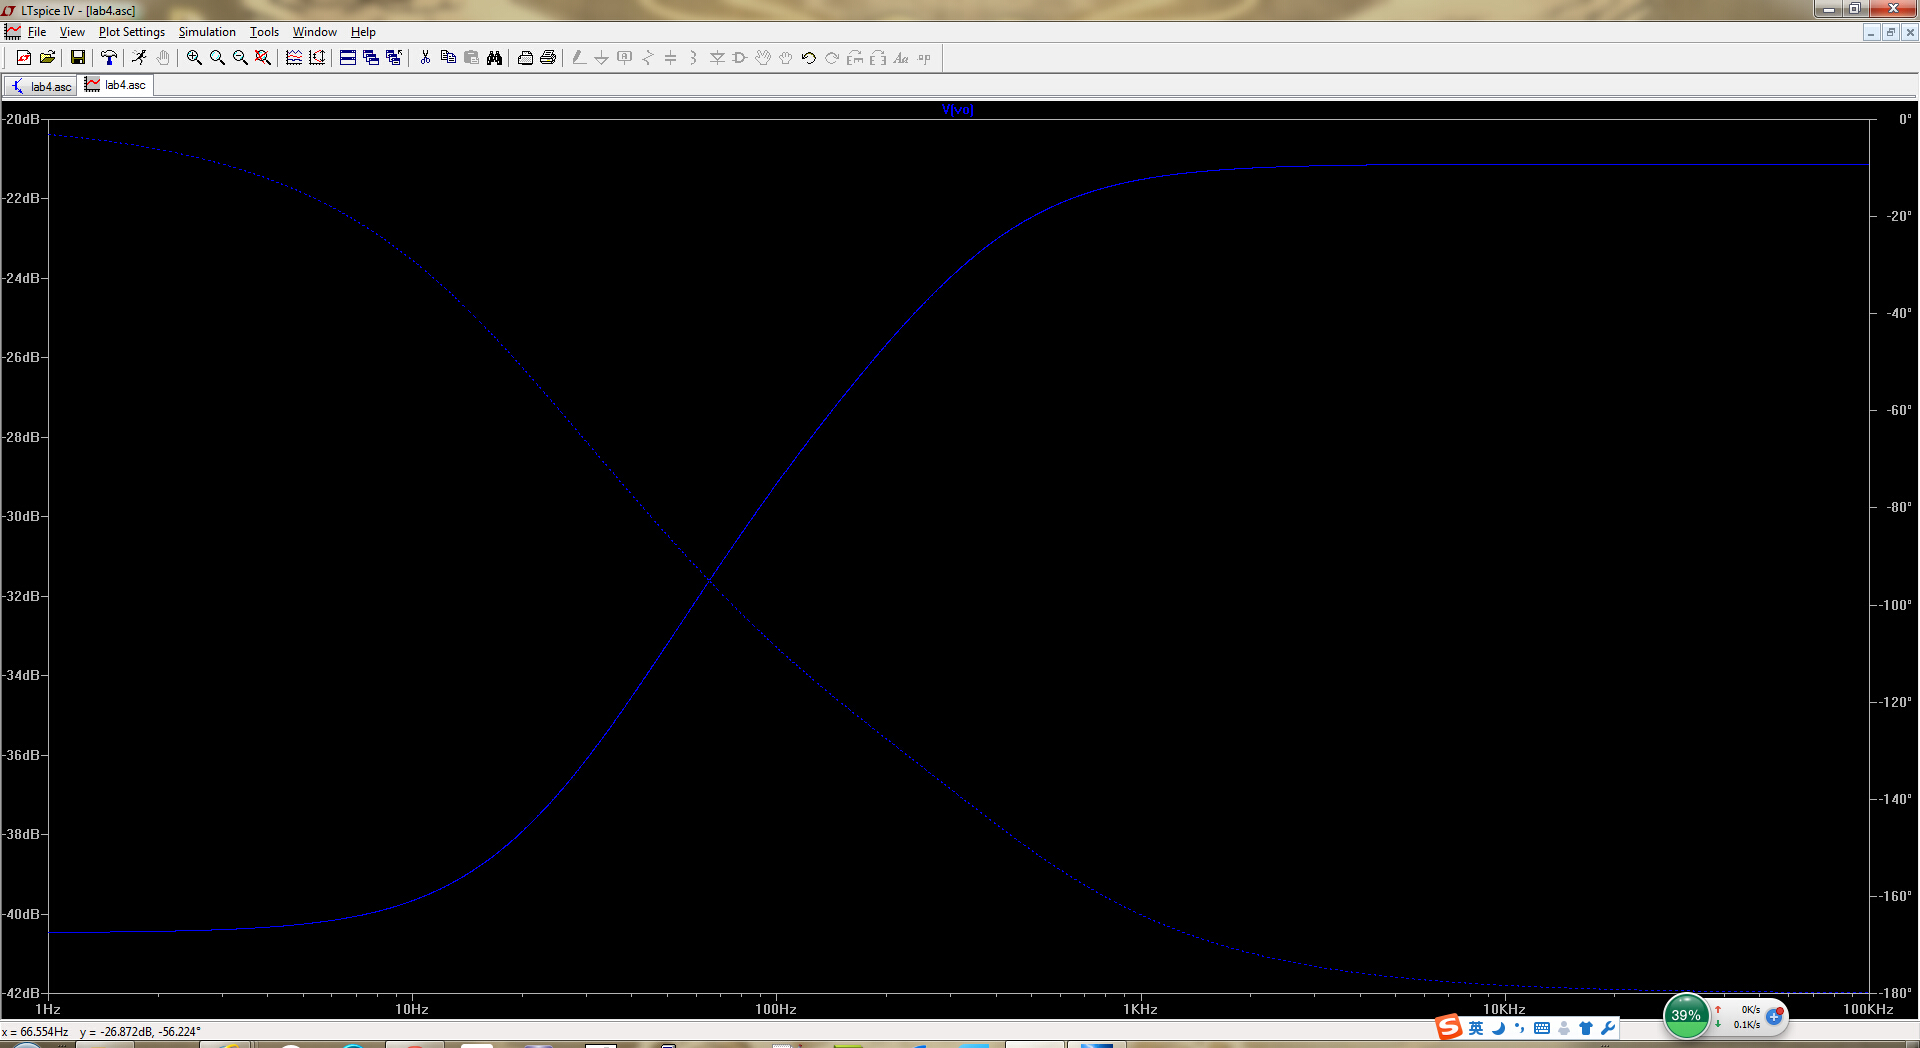 LTspice IV - [lab4.asc]
File View Plot Settings Simulation Tools Window Help
lab4.asc lab4.asc
V(vo)
-20dB 0°
-22dB -20°
-24dB -40°
-26dB -60°
-28dB -80°
-30dB -100°
-32dB -120°
-34dB -140°
-36dB -160°
-38dB -180°
-40dB
-42dB
1Hz 10Hz 100Hz 1KHz 10KHz 100KHz
x = 66.554Hz y = -26.872dB, -56.224°
英
39% 0K/s
0.1K/s